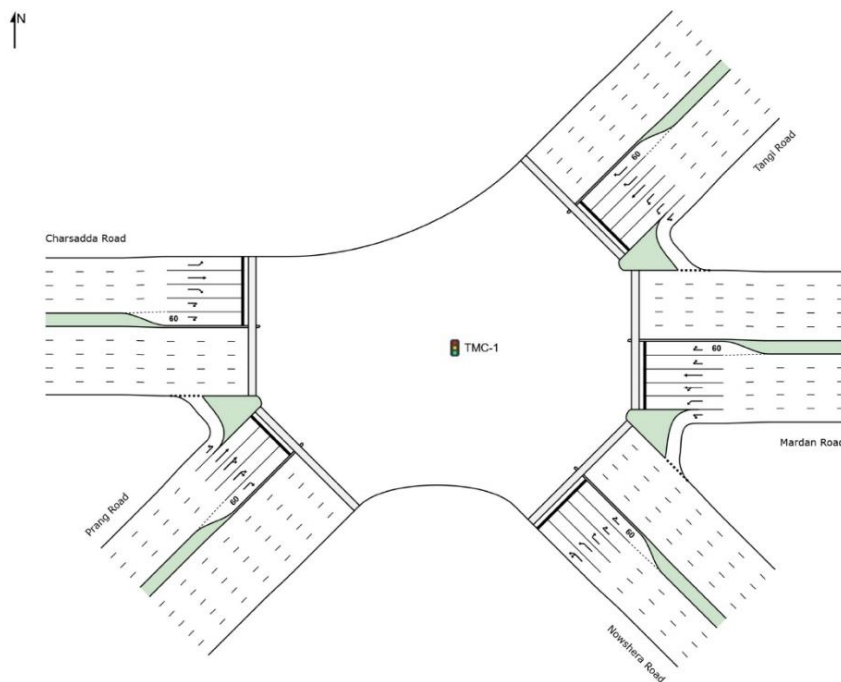 N
Charsadda Road
Tangi Road
60
60
60
TMC-1
Mardan Road
Prang Road
60
60
Nowshera Road